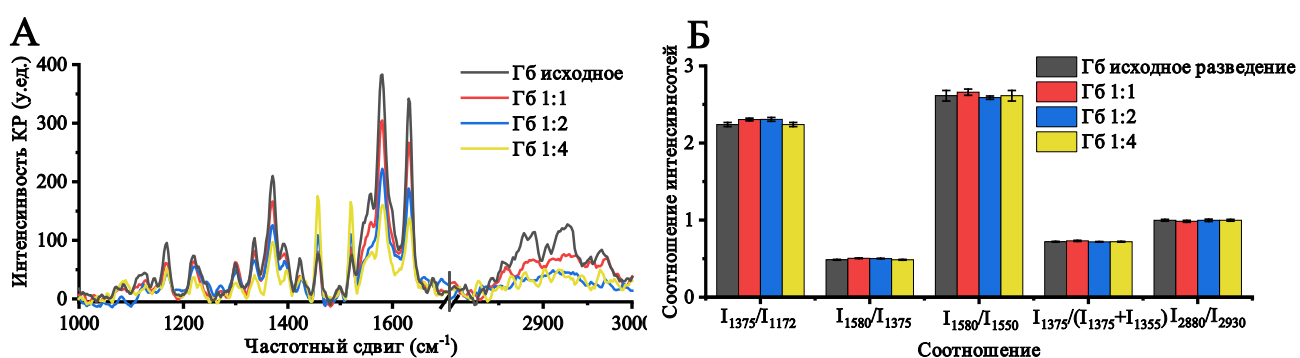 А
Интенсинвость КР (у.ед.)
400
300
200
100
0
Гб исходное
Гб 1:1
Гб 1:2
Гб 1:4
1000 1200 1400 1600 2900 3000
Частотный сдвиг (см-1)
Б
Соотношение интенсивнсотей
3
2
1
0
Гб исходное разведение
Гб 1:1
Гб 1:2
Гб 1:4
I1375/I1172 I1580/I1375 I1580/I1550 I1375/(I1375+I1355) I2880/I2930
Соотношение